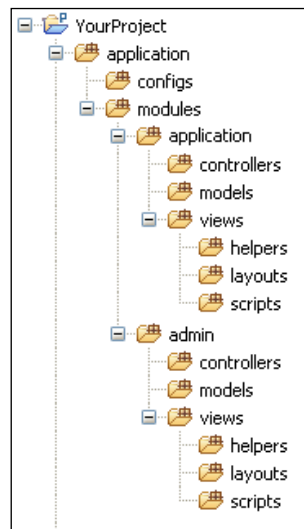 YourProject
application
configs
modules
application
controllers
models
views
helpers
layouts
scripts
admin
controllers
models
views
helpers
layouts
scripts